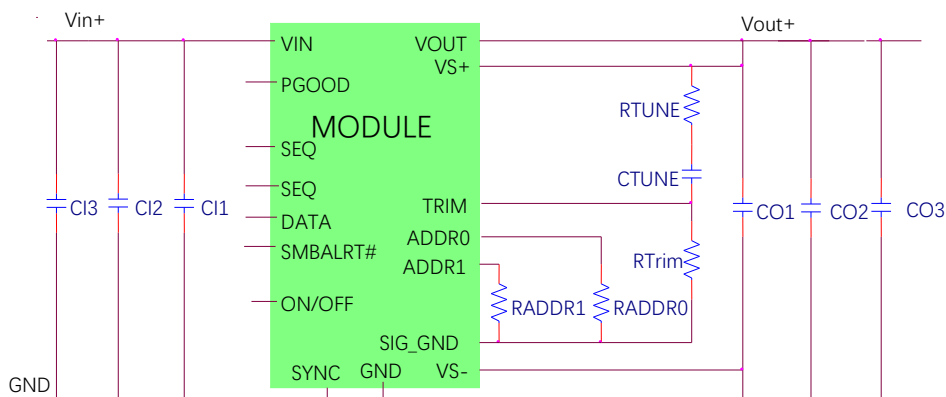 Vin+
Vout+
VIN
VOUT
VS+
PGOOD
RTUNE
MODULE
SEQ
CTUNE
SEQ
CI3
CI2
CI1
TRIM
CO1
CO2
CO3
DATA
ADDR0
SMBALRT#
ADDR1
RTrim
ON/OFF
RADDR1
RADDR0
SIG_GND
SYNC
GND
VS-
GND